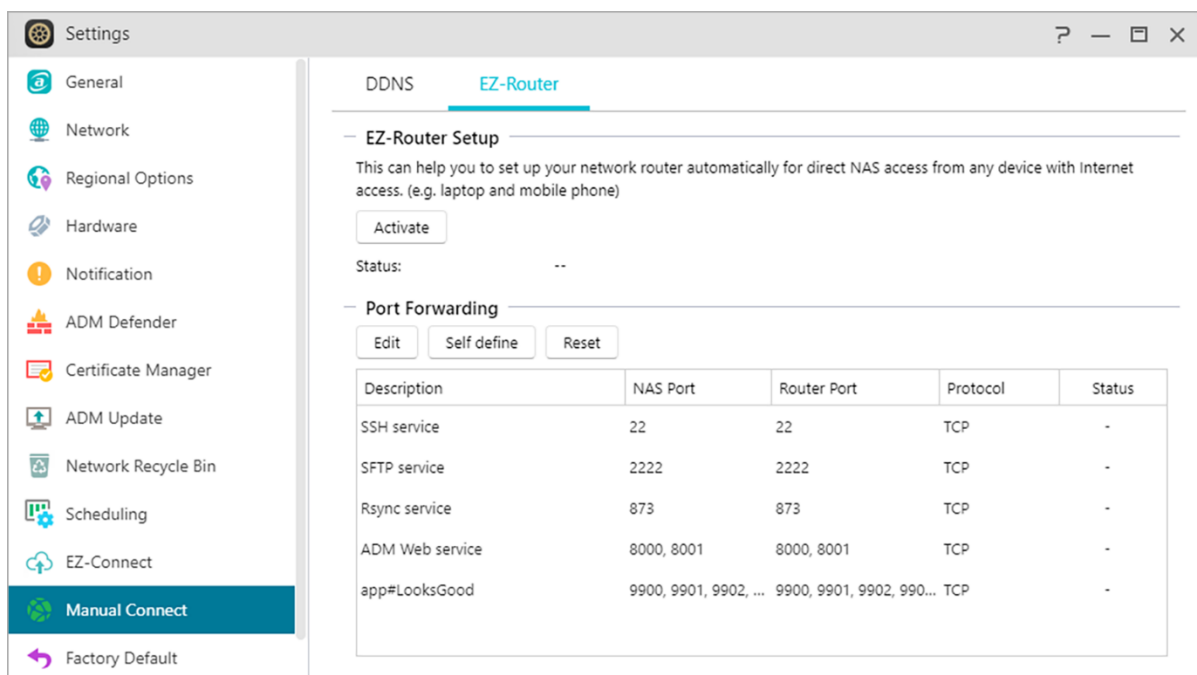 Settings
General
Network
Regional Options
Hardware
Notification
ADM Defender
Certificate Manager
ADM Update
Network Recycle Bin
Scheduling
EZ-Connect
Manual Connect
Factory Default
DDNS EZ-Router
EZ-Router Setup
This can help you to set up your network router automatically for direct NAS access from any device with Internet
access. (e.g. laptop and mobile phone)
Activate
Status: --
Port Forwarding
Edit Self define Reset
Description NAS Port Router Port Protocol Status
SSH service 22 22 TCP -
SFTP service 2222 2222 TCP -
Rsync service 873 873 TCP -
ADM Web service 8000, 8001 8000, 8001 TCP -
app#LooksGood 9900, 9901, 9902, ... 9900, 9901, 9902, 990... TCP -